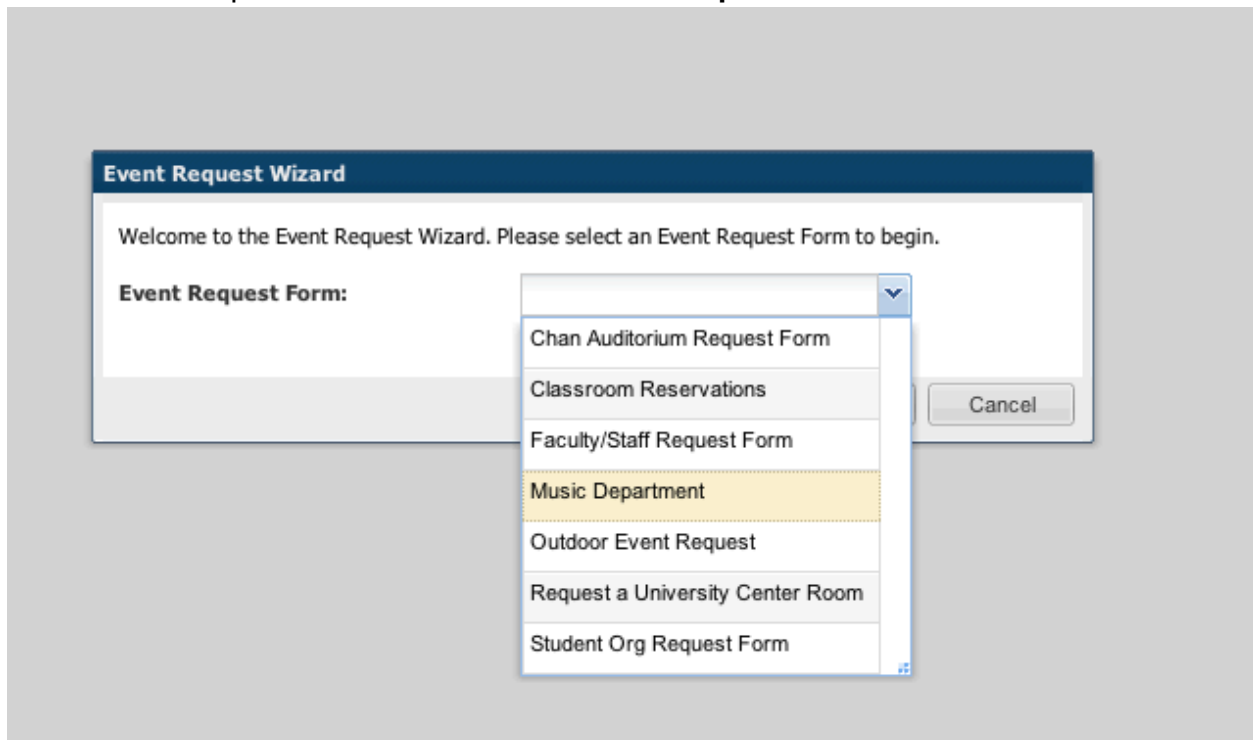 Event Request Wizard
Welcome to the Event Request Wizard. Please select an Event Request Form to begin.
Event Request Form:
Chan Auditorium Request Form
Classroom Reservations
Cancel
Faculty/Staff Request Form
Music Department
Outdoor Event Request
Request a University Center Room
Student Org Request Form